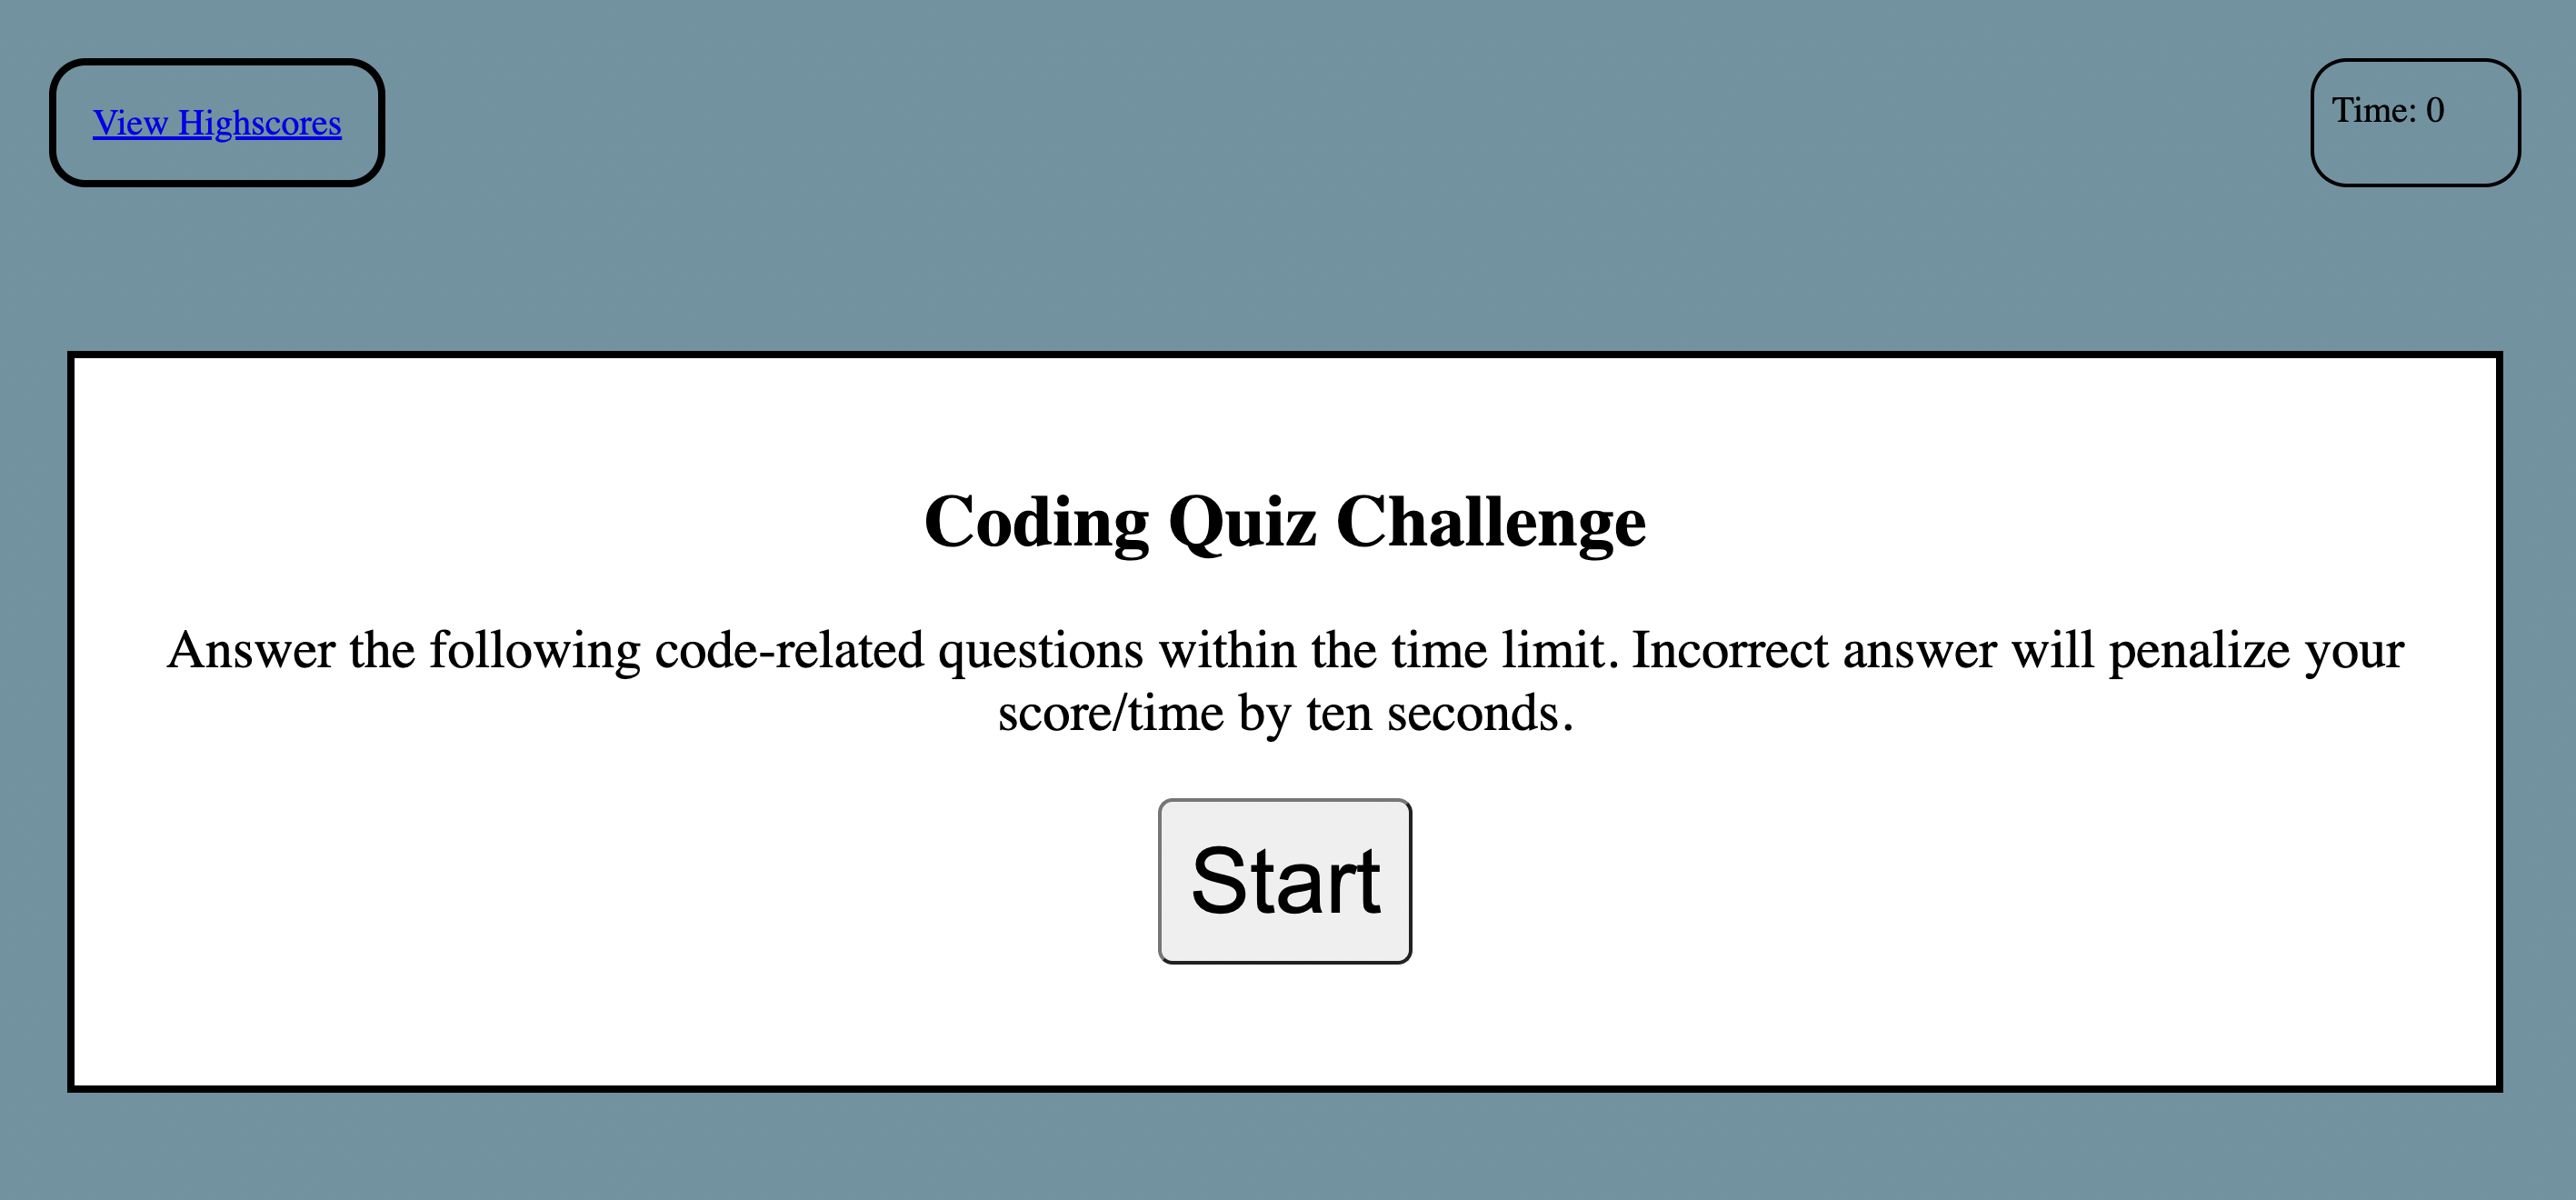 View Highscores
Time: 0
Coding Quiz Challenge
Answer the following code-related questions within the time limit. Incorrect answer will penalize your
score/time by ten seconds.
Start